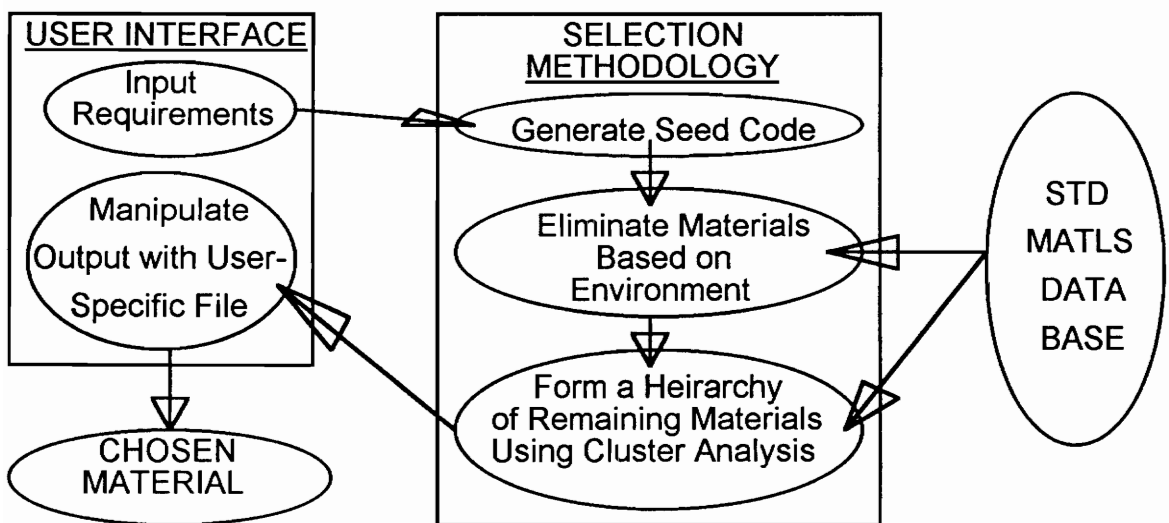 USER INTERFACE
Input
Requirements
Manipulate
Output with User-
Specific File
CHOSEN
MATERIAL
SELECTION
METHODOLOGY
Generate Seed Code
Eliminate Materials
Based on
Environment
Form a Heirarchy
of Remaining Materials
Using Cluster Analysis
STD
MATLS
DATA
BASE